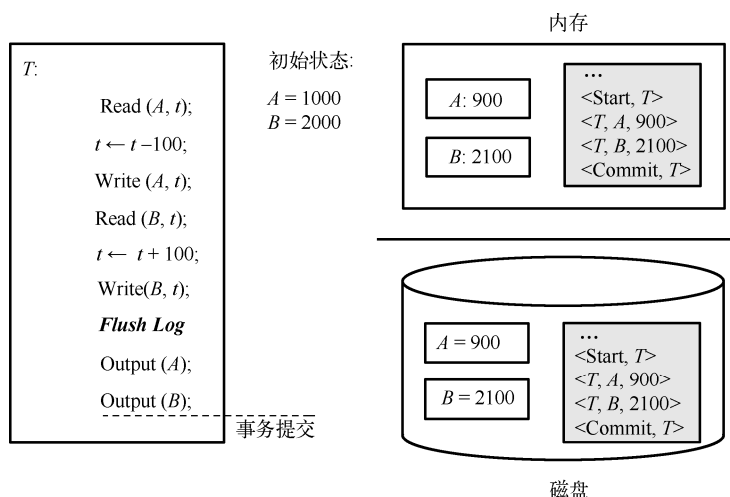 T:
Read (A, t);
t ← t –100;
Write (A, t);
Read (B, t);
t ← t + 100;
Write(B, t);
Flush Log
Output (A);
Output (B);
事务提交
初始状态:
A = 1000
B = 2000
内存
A: 900
B: 2100
…
<Start, T>
<T, A, 900>
<T, B, 2100>
<Commit, T>
A = 900
B = 2100
…
<Start, T>
<T, A, 900>
<T, B, 2100>
<Commit, T>
磁盘